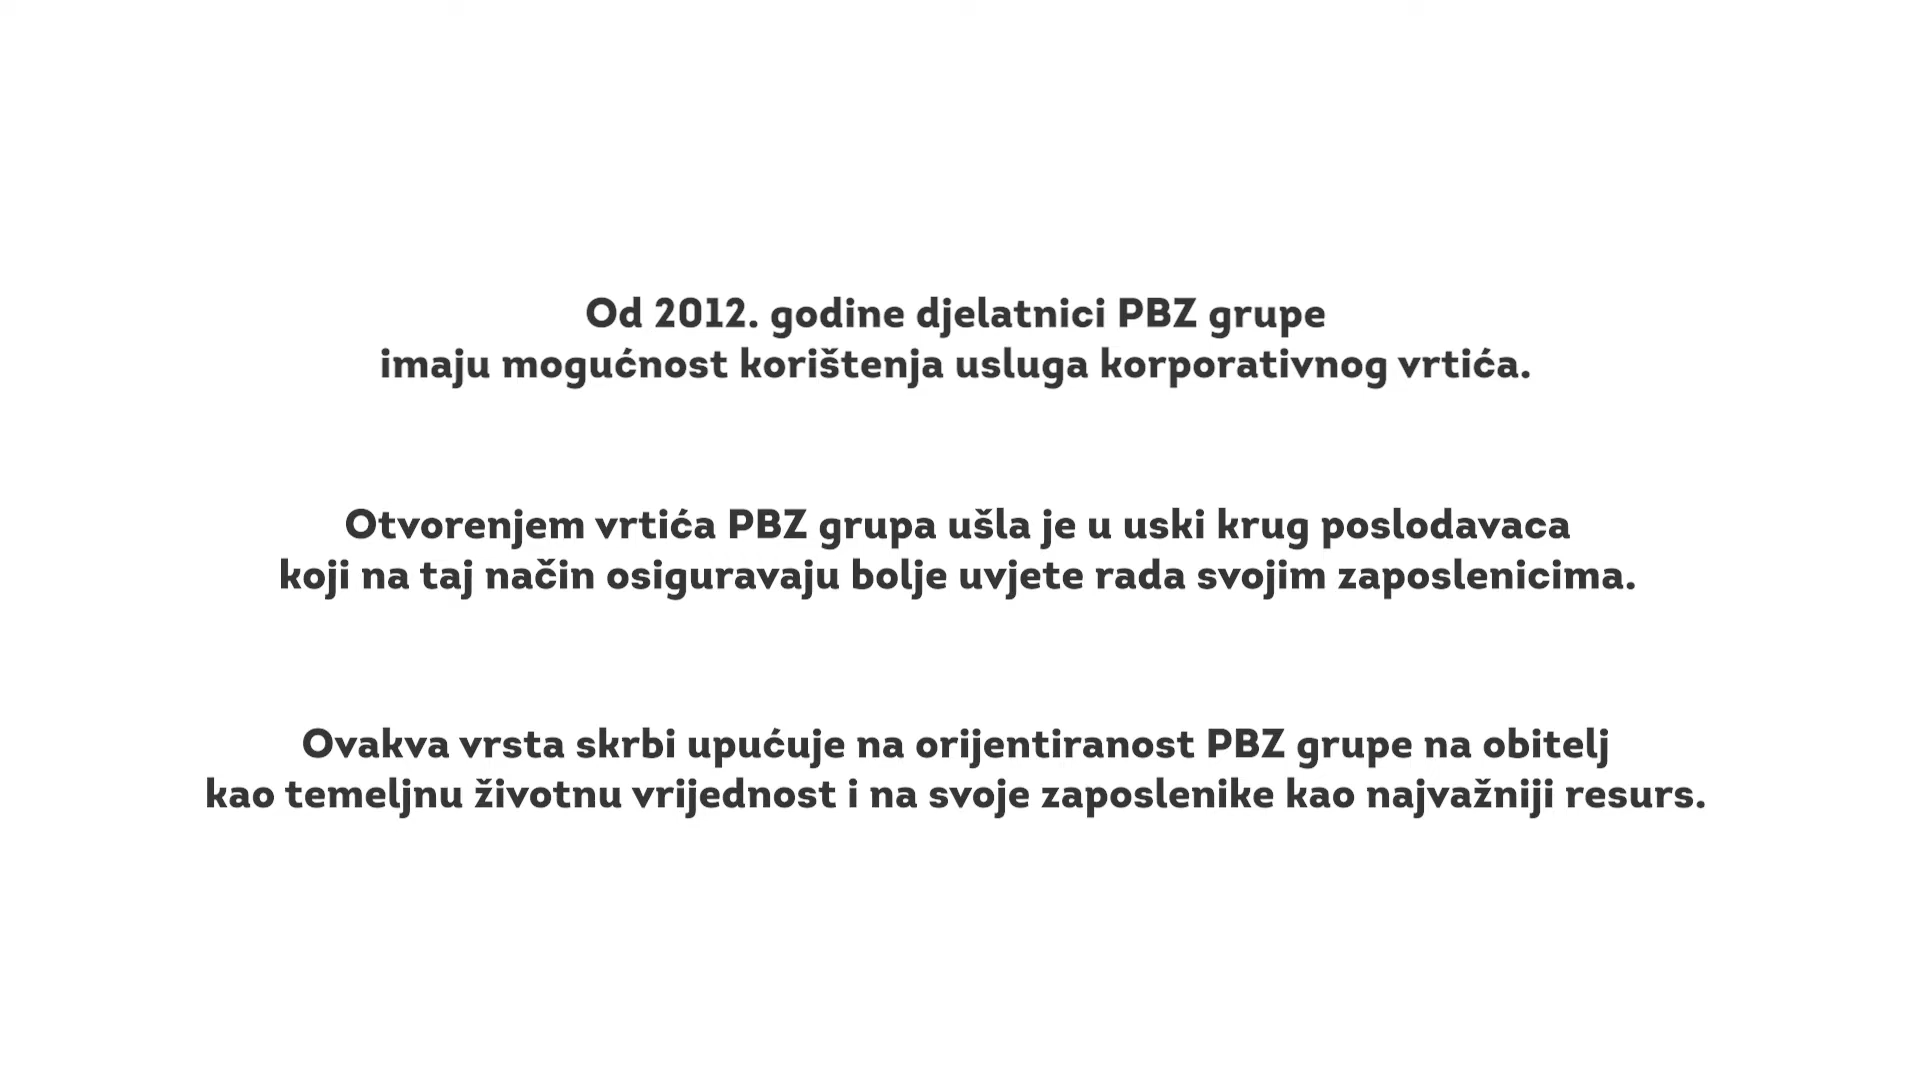 Od 2012. godine djelatnici PBZ grupe
imaju mogućnost korištenja usluga korporativnog vrtića.
Otvorenjem vrtića PBZ grupa ušla je u uski krug poslodavaca
koji na taj način osiguravaju bolje uvjete rada svojim zaposlenicima.
Ovakva vrsta skrbi upućuje na orijentiranost PBZ grupe na obitelj
kao temeljnu životnu vrijednost i na svoje zaposlenike kao najvažniji resurs.